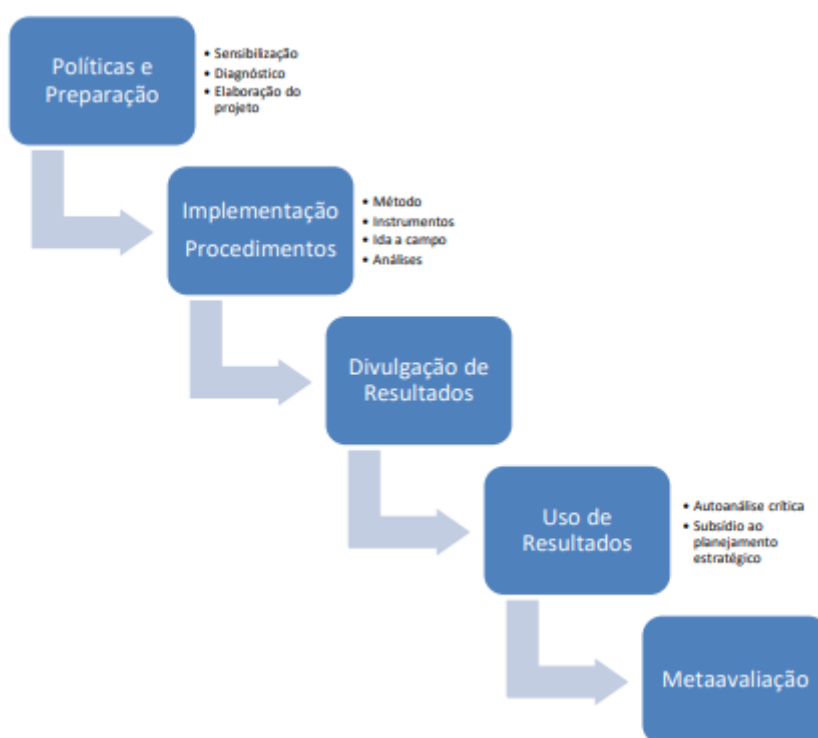 Políticas e
Preparação
• Sensibilização
• Diagnóstico
• Elaboração do
projeto
Implementação
Procedimentos
• Método
• Instrumentos
• Ida a campo
• Análises
Divulgação de
Resultados
Uso de
Resultados
• Autoanálise crítica
• Subsídio ao
planejamento
estratégico
Metaavaliação